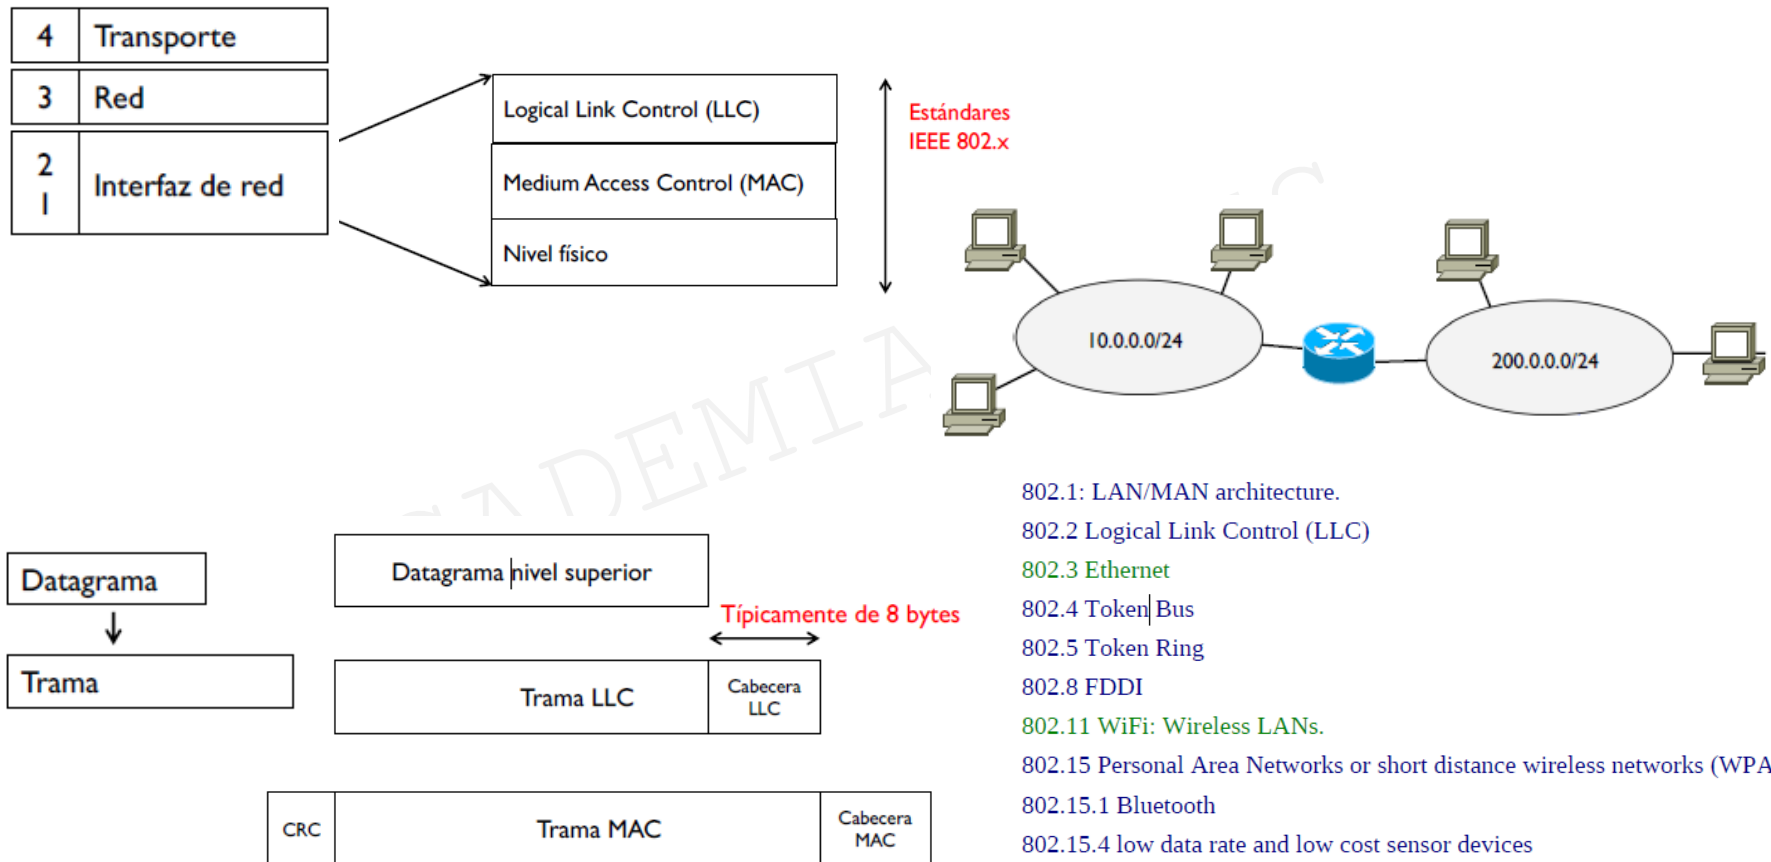 4 Transporte
3 Red
2
1 Interfaz de red
Logical Link Control (LLC)
Medium Access Control (MAC)
Nivel físico
Estándares
IEEE 802.x
10.0.0.0/24
200.0.0.0/24
ACADEMIA
Datagrama
Trama
Datagrama nivel superior
Típicamente de 8 bytes
Trama LLC
Cabecera
LLC
CRC
Trama MAC
Cabecera
MAC
802.1: LAN/MAN architecture.
802.2 Logical Link Control (LLC)
802.3 Ethernet
802.4 Token Bus
802.5 Token Ring
802.8 FDDI
802.11 WiFi: Wireless LANs.
802.15 Personal Area Networks or short distance wireless networks (WPA
802.15.1 Bluetooth
802.15.4 low data rate and low cost sensor devices